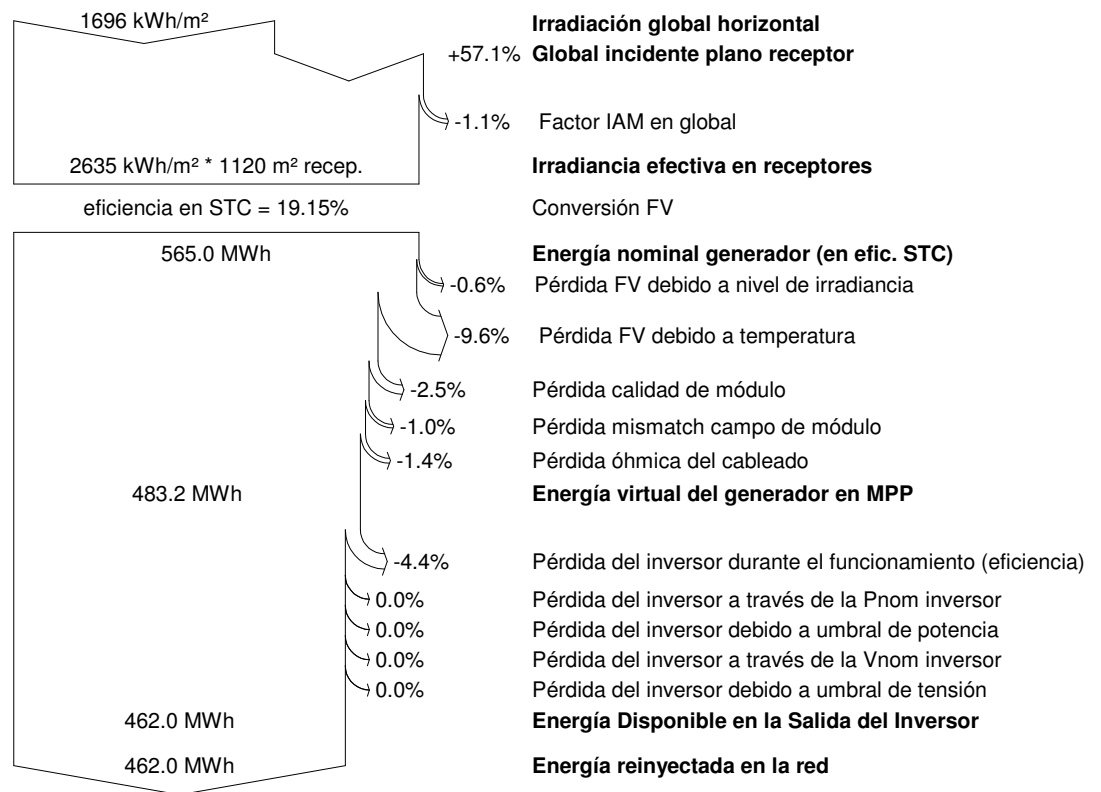 1696 kWh/m² Irradiación global horizontal
+57.1% Global incidente plano receptor
-1.1% Factor IAM en global
2635 kWh/m² * 1120 m² recep. Irradiancia efectiva en receptores
eficiencia en STC = 19.15% Conversión FV
565.0 MWh Energía nominal generador (en efic. STC)
-0.6% Pérdida FV debido a nivel de irradiancia
-9.6% Pérdida FV debido a temperatura
-2.5% Pérdida calidad de módulo
-1.0% Pérdida mismatch campo de módulo
-1.4% Pérdida óhmica del cableado
483.2 MWh Energía virtual del generador en MPP
-4.4% Pérdida del inversor durante el funcionamiento (eficiencia)
0.0% Pérdida del inversor a través de la Pnom inversor
0.0% Pérdida del inversor debido a umbral de potencia
0.0% Pérdida del inversor a través de la Vnom inversor
0.0% Pérdida del inversor debido a umbral de tensión
462.0 MWh Energía Disponible en la Salida del Inversor
462.0 MWh Energía reinyectada en la red